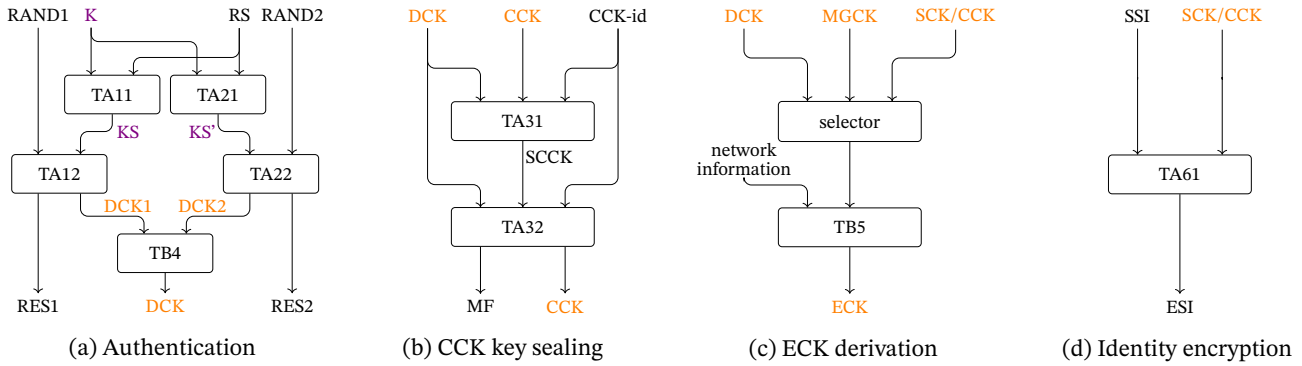 RAND1 K RS RAND2
TA11 TA21
KS KS'
TA12 TA22
DCK1 DCK2
TB4
RES1 DCK RES2
(a) Authentication
DCK CCK CCK-id
TA31
SCCK
TA32
MF CCK
(b) CCK key sealing
DCK MGCK SCK/CCK
selector
network
information
TB5
ECK
(c) ECK derivation
SSI SCK/CCK
TA61
ESI
(d) Identity encryption